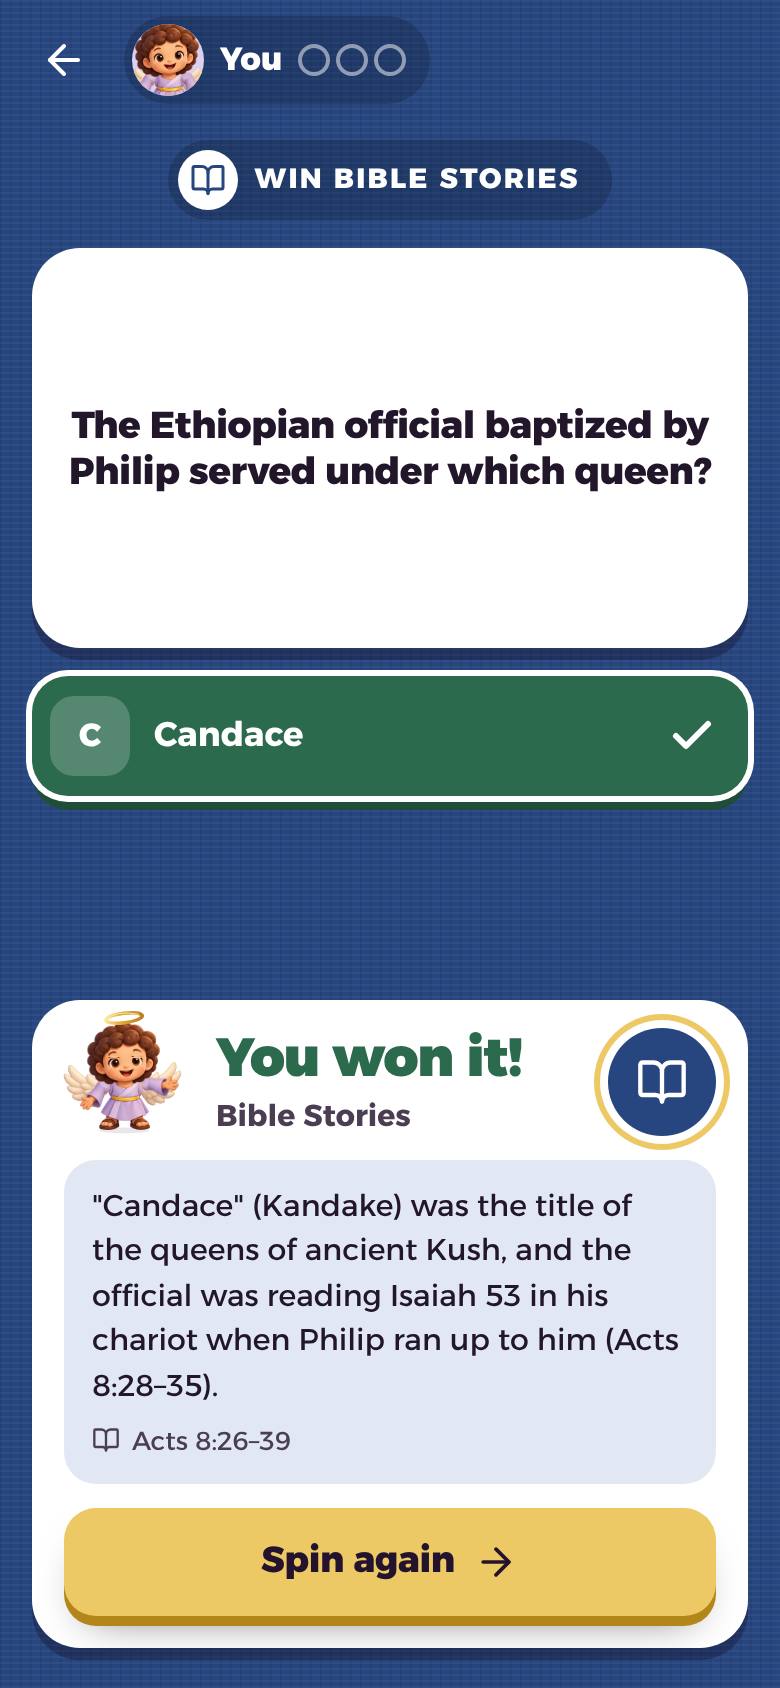 You
WIN BIBLE STORIES
The Ethiopian official baptized by
Philip served under which queen?
C Candace
You won it!
Bible Stories
"Candace" (Kandake) was the title of
the queens of ancient Kush, and the
official was reading Isaiah 53 in his
chariot when Philip ran up to him (Acts
8:28–35).
Acts 8:26–39
Spin again